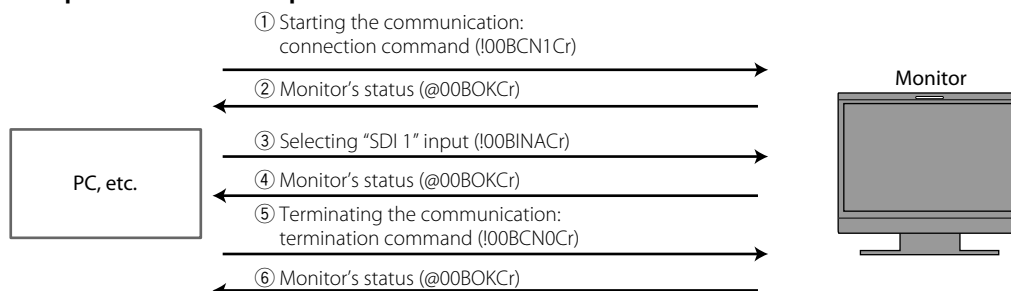 ① Starting the communication:
connection command (!00BCN1Cr)
② Monitor's status (@00BOKCr)
Monitor
③ Selecting “SDI 1” input (!00BINACr)
PC, etc.
④ Monitor's status (@00BOKCr)
⑤ Terminating the communication:
termination command (!00BCN0Cr)
⑥ Monitor's status (@00BOKCr)